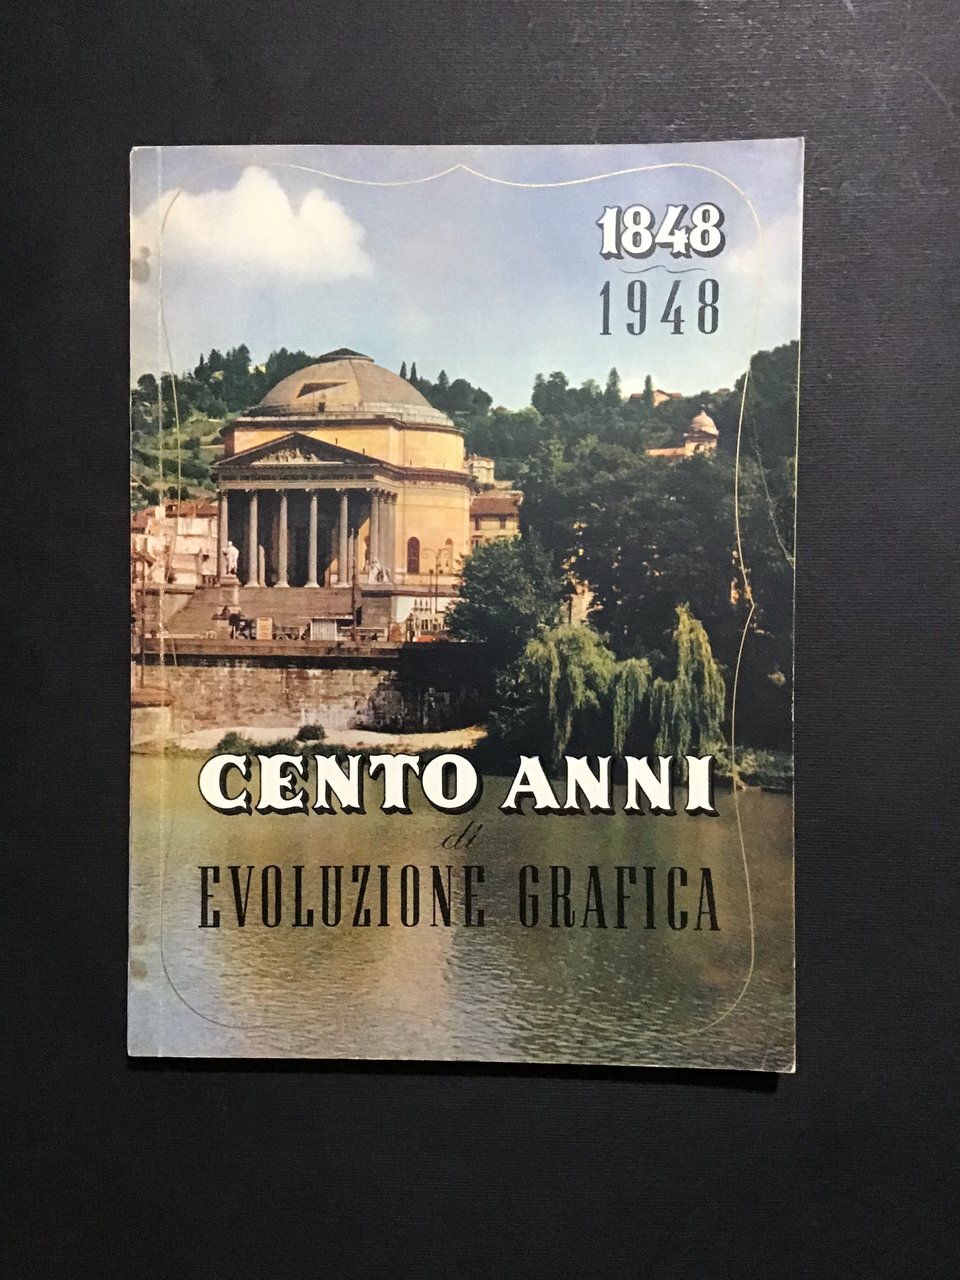 1848
1948
CENTO ANNI
di
EVOLUZIONE GRAFICA